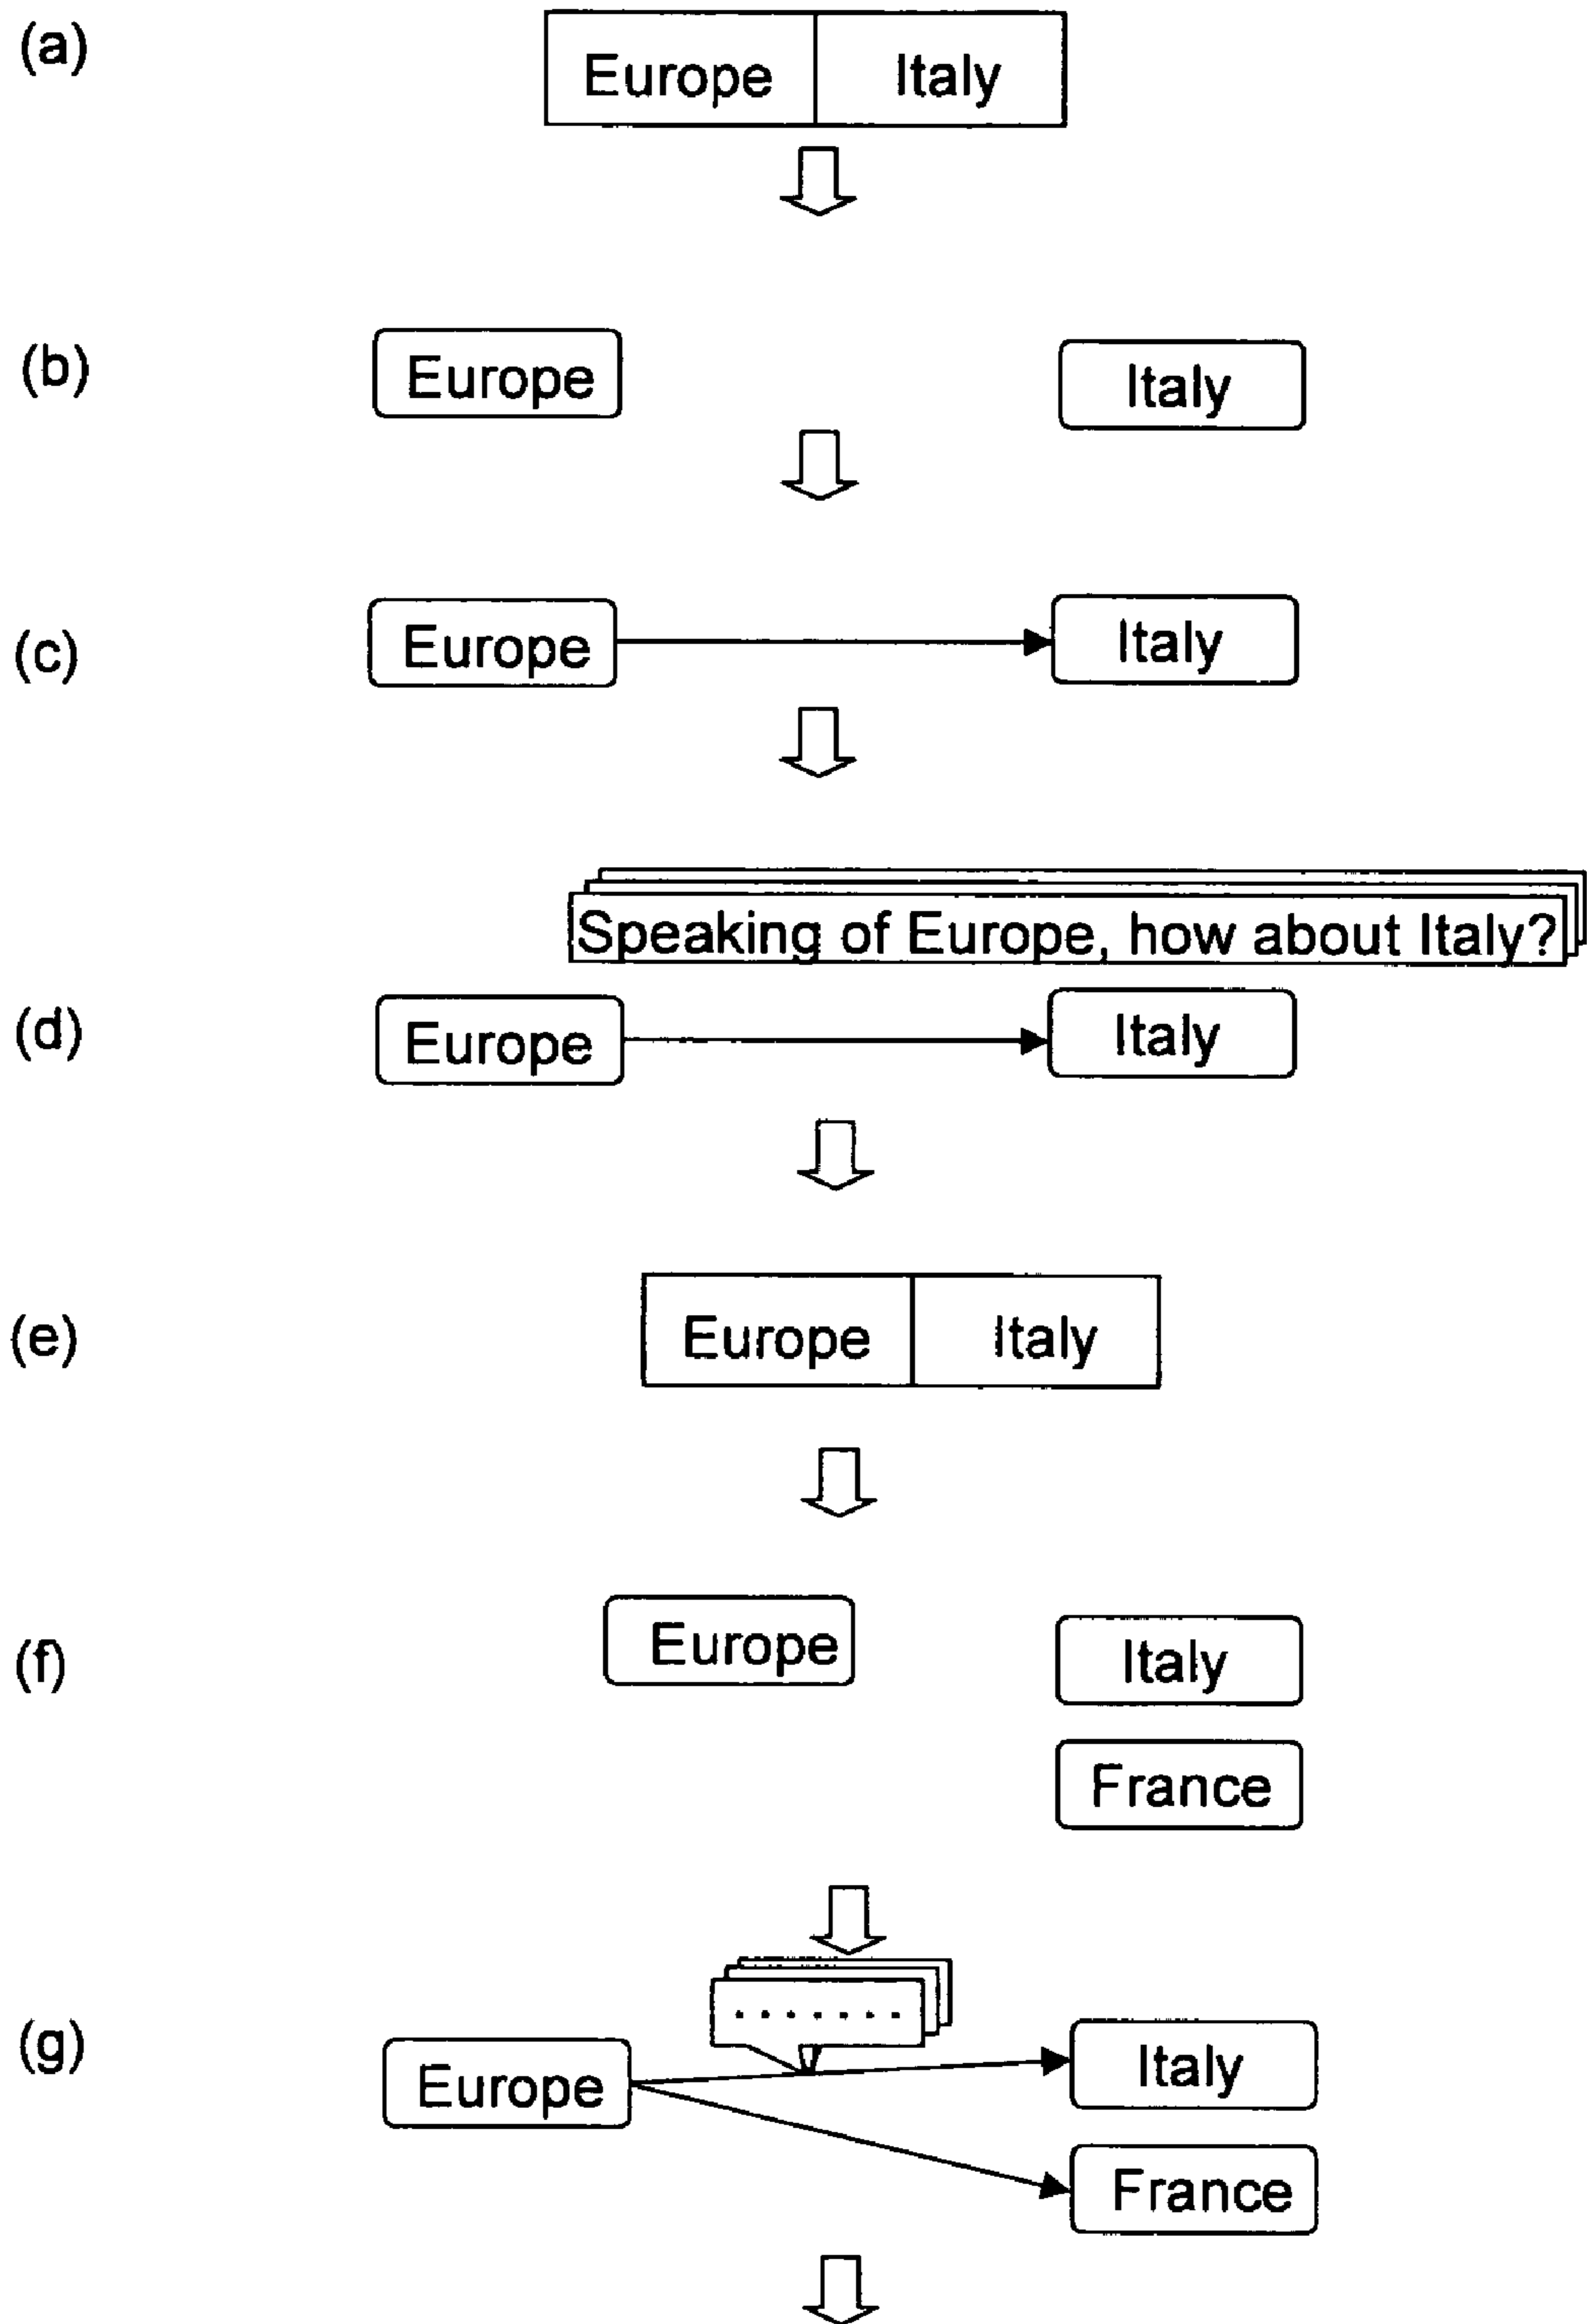 (a)
Europe Italy
(b)
Europe Italy
(c)
Europe Italy
Speaking of Europe, how about Italy?
(d)
Europe Italy
(e)
Europe Italy
(f)
Europe Italy
France
.......
(g)
Europe Italy
France